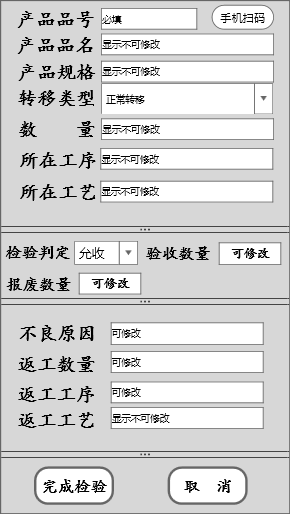 产品品号 必填 手机扫码
产品品名 显示不可修改
产品规格 显示不可修改
转移类型 正常转移
数 量 显示不可修改
所在工序 显示不可修改
所在工艺 显示不可修改
检验判定 允收 验收数量 可修改
报废数量 可修改
不良原因 可修改
返工数量 可修改
返工工序 可修改
返工工艺 显示不可修改
完成检验 取 消